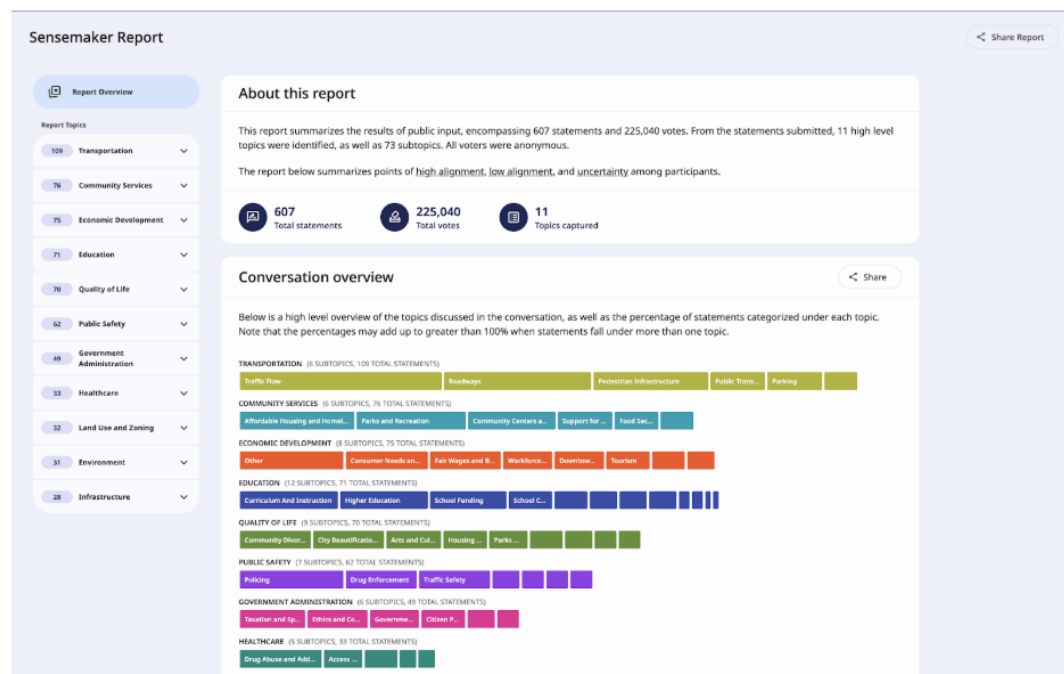 Sensemaker Report
Share Report
Report Overview
Report Topics
109 Transportation
76 Community Services
75 Economic Development
71 Education
70 Quality of Life
62 Public Safety
49 Government
Administration
33 Healthcare
32 Land Use and Zoning
31 Environment
28 Infrastructure
About this report
This report summarizes the results of public input, encompassing 607 statements and 225,040 votes. From the statements submitted, 11 high level
topics were identified, as well as 73 subtopics. All voters were anonymous.
The report below summarizes points of high alignment, low alignment, and uncertainty among participants.
607
Total statements
225,040
Total votes
11
Topics captured
Conversation overview
Share
Below is a high level overview of the topics discussed in the conversation, as well as the percentage of statements categorized under each topic.
Note that the percentages may add up to greater than 100% when statements fall under more than one topic.
TRANSPORTATION (6 SUBTOPICS, 109 TOTAL STATEMENTS)
Traffic Flow Roadways Pedestrian Infrastructure Public Trans... Parking
COMMUNITY SERVICES (6 SUBTOPICS, 76 TOTAL STATEMENTS)
Affordable Housing and Homel... Parks and Recreation Community Centers a... Support for ... Food Sec...
ECONOMIC DEVELOPMENT (8 SUBTOPICS, 75 TOTAL STATEMENTS)
Other Consumer Needs an... Fair Wages and B... Workforce... Downtow... Tourism
EDUCATION (12 SUBTOPICS, 71 TOTAL STATEMENTS)
Curriculum And Instruction Higher Education School Funding School C...
QUALITY OF LIFE (9 SUBTOPICS, 70 TOTAL STATEMENTS)
Community Diver... City Beautificatio... Arts and Cul... Housing ... Parks ...
PUBLIC SAFETY (7 SUBTOPICS, 62 TOTAL STATEMENTS)
Policing Drug Enforcement Traffic Safety
GOVERNMENT ADMINISTRATION (6 SUBTOPICS, 49 TOTAL STATEMENTS)
Taxation and Sp... Ethics and Co... Governme... Citizen P...
HEALTHCARE (5 SUBTOPICS, 33 TOTAL STATEMENTS)
Drug Abuse and Add... Access ...